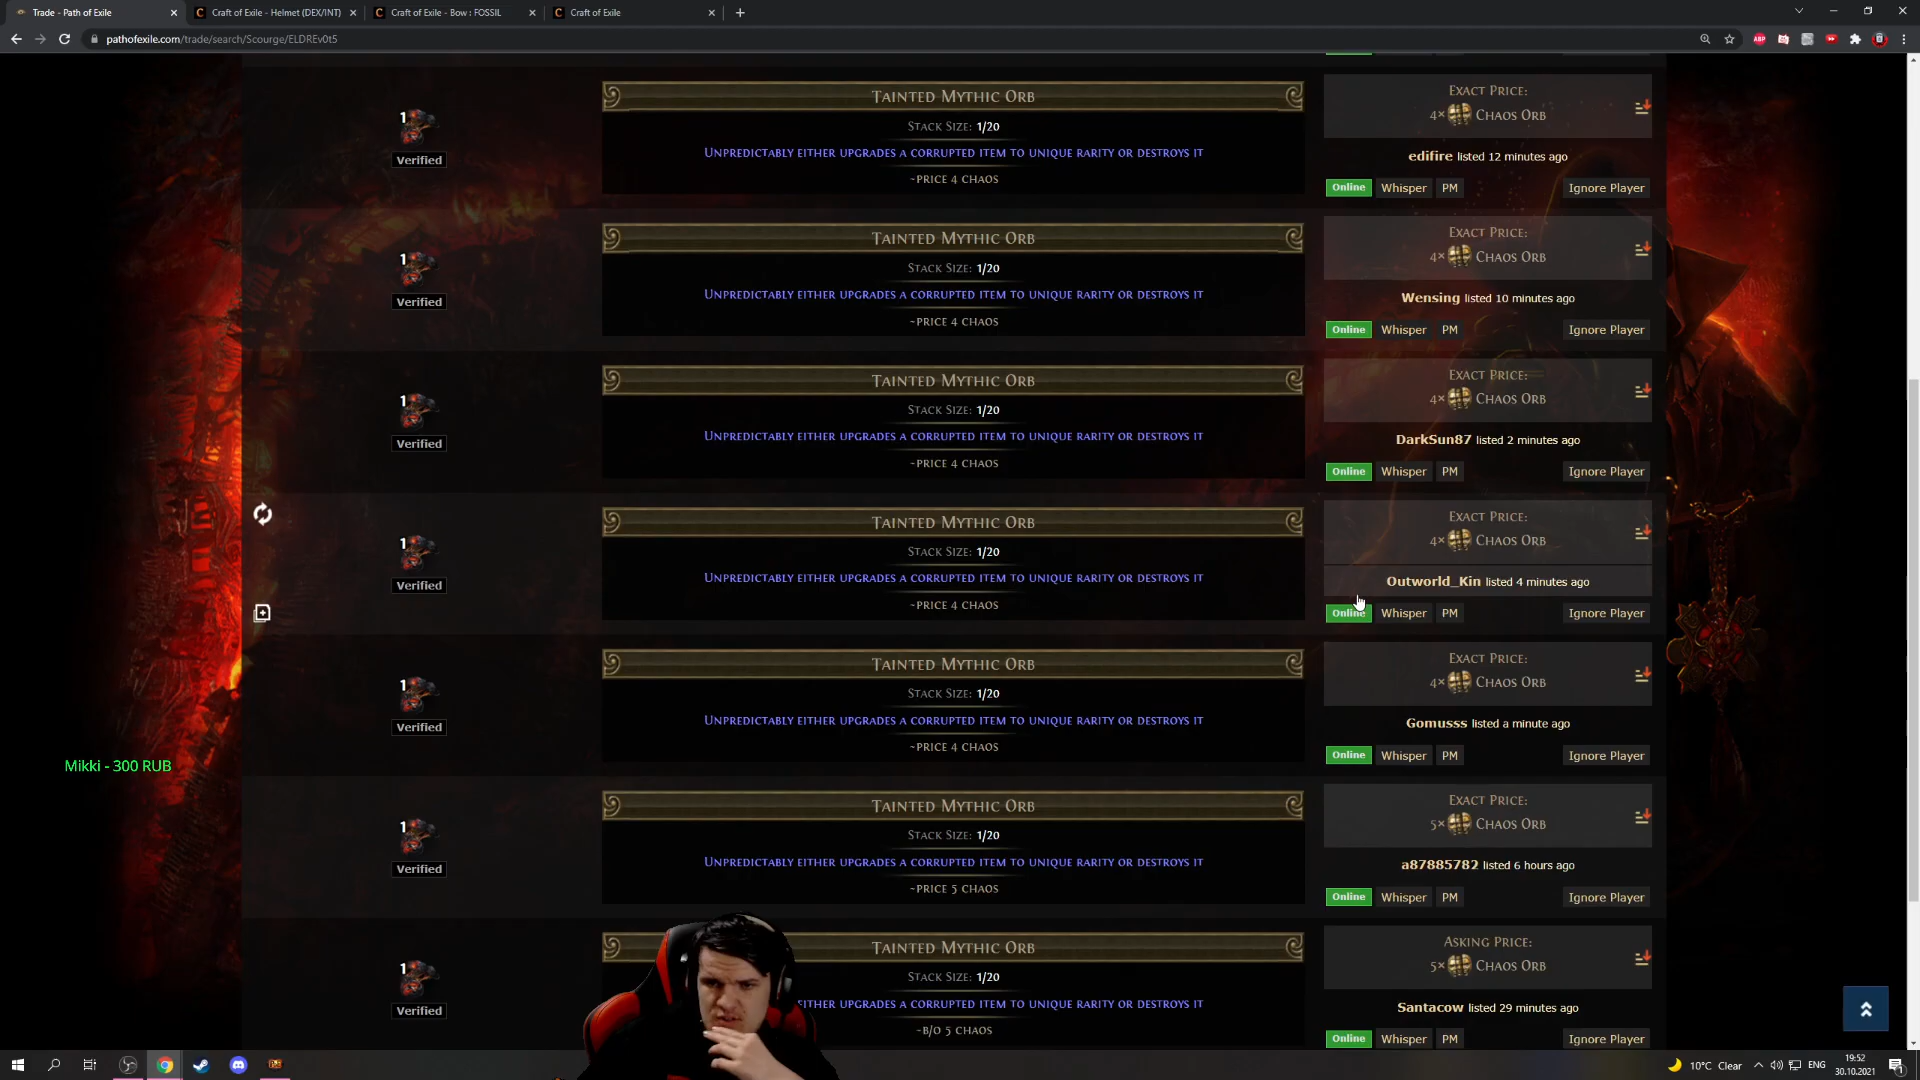 Trade - Path of Exile
Craft of Exile - Helmet (DEX/INT)
Craft of Exile - Bow : FOSSIL
Craft of Exile
pathofexile.com/trade/search/Scourge/ELDREv0t5
ABP
1
Verified
Tainted Mythic Orb
Stack Size: 1/20
Unpredictably either upgrades a corrupted item to unique rarity or destroys it
~price 4 chaos
Exact Price:
4× Chaos Orb
edifire listed 12 minutes ago
Online Whisper PM Ignore Player
1
Verified
Tainted Mythic Orb
Stack Size: 1/20
Unpredictably either upgrades a corrupted item to unique rarity or destroys it
~price 4 chaos
Exact Price:
4× Chaos Orb
Wensing listed 10 minutes ago
Online Whisper PM Ignore Player
1
Verified
Tainted Mythic Orb
Stack Size: 1/20
Unpredictably either upgrades a corrupted item to unique rarity or destroys it
~price 4 chaos
Exact Price:
4× Chaos Orb
DarkSun87 listed 2 minutes ago
Online Whisper PM Ignore Player
1
Verified
Tainted Mythic Orb
Stack Size: 1/20
Unpredictably either upgrades a corrupted item to unique rarity or destroys it
~price 4 chaos
Exact Price:
4× Chaos Orb
Outworld_Kin listed 4 minutes ago
Online Whisper PM Ignore Player
1
Verified
Tainted Mythic Orb
Stack Size: 1/20
Unpredictably either upgrades a corrupted item to unique rarity or destroys it
~price 4 chaos
Exact Price:
4× Chaos Orb
Gomusss listed a minute ago
Online Whisper PM Ignore Player
Mikki - 300 RUB
1
Verified
Tainted Mythic Orb
Stack Size: 1/20
Unpredictably either upgrades a corrupted item to unique rarity or destroys it
~price 5 chaos
Exact Price:
5× Chaos Orb
a87885782 listed 6 hours ago
Online Whisper PM Ignore Player
1
Verified
Tainted Mythic Orb
Stack Size: 1/20
either upgrades a corrupted item to unique rarity or destroys it
~b/o 5 chaos
Asking Price:
5× Chaos Orb
Santacow listed 29 minutes ago
Online Whisper PM Ignore Player
10°C Clear
ENG
19:52
30.10.2021